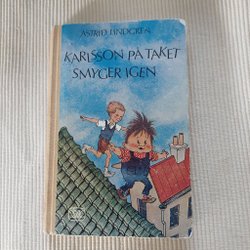 ASTRID LINDGREN
KARLSSON PÅ TAKET
SMYGER IGEN